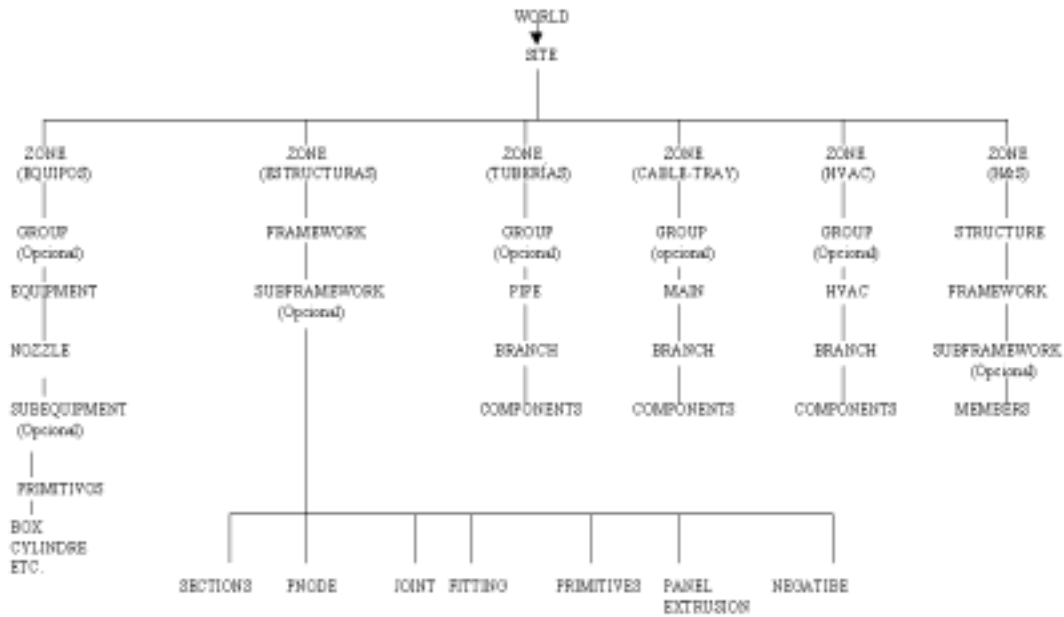 WORLD
SITE
ZONE
(EQUIPOS)
ZONE
(ESTRUCTURAS)
ZONE
(TUBERÍAS)
ZONE
(CABLE-TRAY)
ZONE
(HVAC)
ZONE
(H&S)
GROUP
(Opcional)
FRAMEWORK
GROUP
(Opcional)
GROUP
(opcional)
GROUP
(Opcional)
STRUCTURE
EQUIPMENT
SUBFRAMEWORK
(Opcional)
PIPE
MAIN
HVAC
FRAMEWORK
NOZZLE
BRANCH
BRANCH
BRANCH
SUBFRAMEWORK
(Opcional)
SUBEQUIPMENT
(Opcional)
COMPONENTS
COMPONENTS
COMPONENTS
MEMBERS
PRIMITIVOS
BOX
CYLINDRE
ETC.
SECTIONS
PNODE
JOINT
FITTING
PRIMITIVES
PANEL
EXTRUSION
NEGATIBE